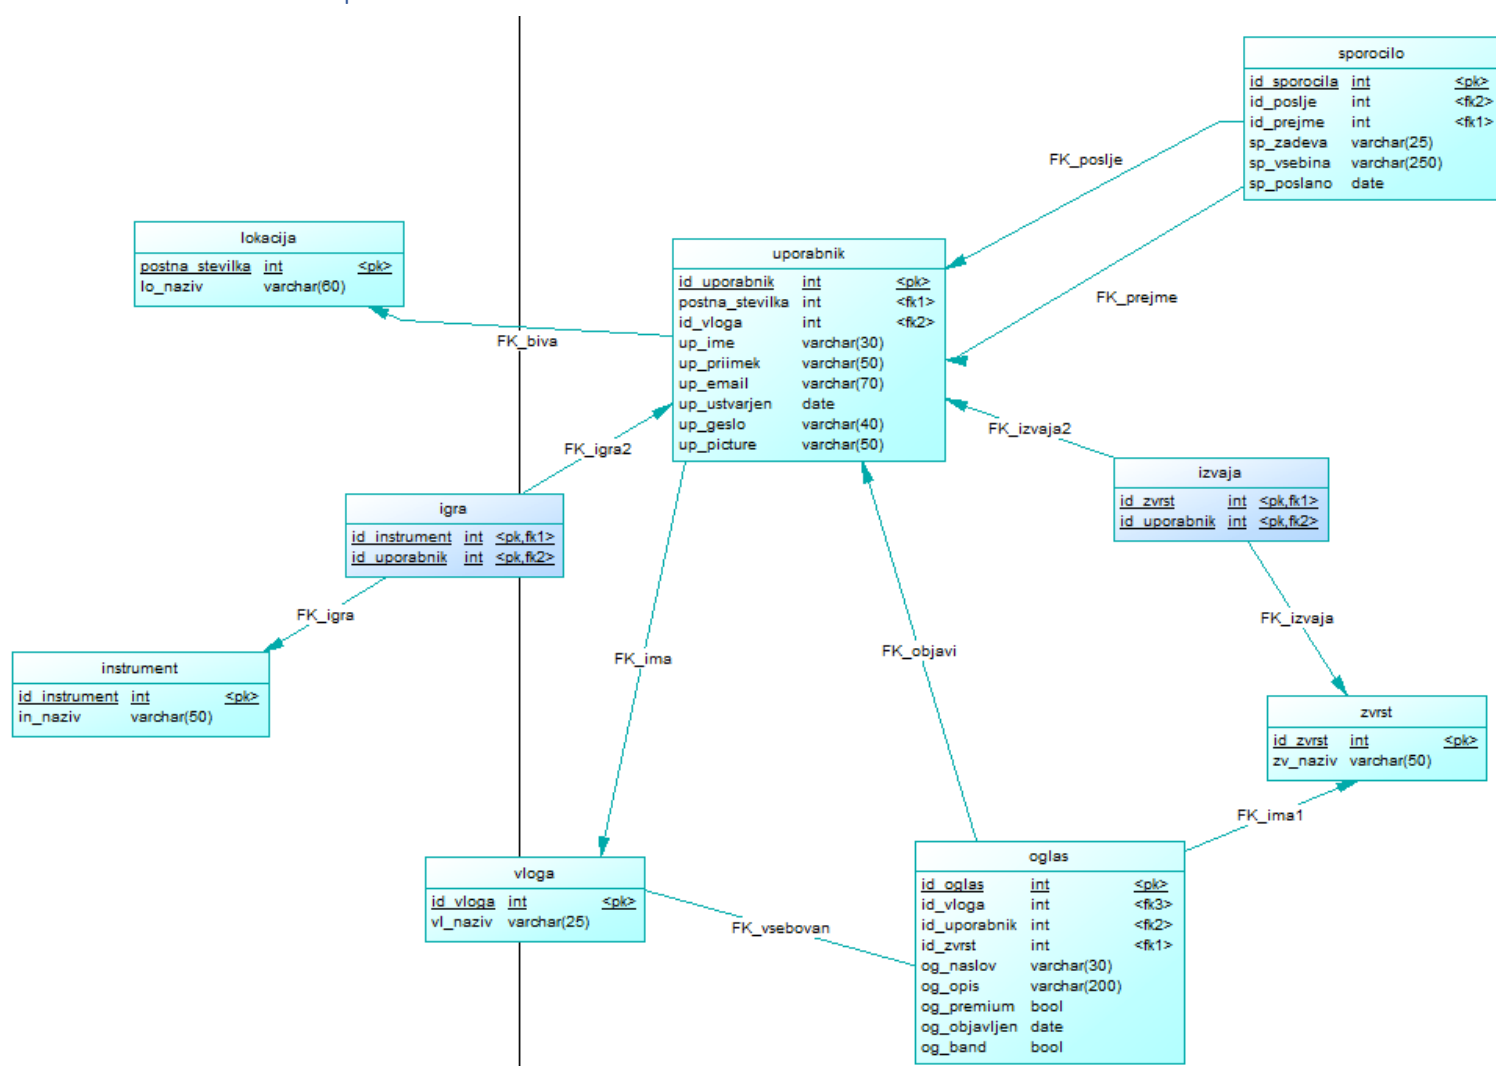 sporocilo
id_sporocila int <pk>
id_poslje int <fk2>
id_prejme int <fk1>
sp_zadeva varchar(25)
sp_vsebina varchar(250)
sp_poslano date
FK_poslje
FK_prejme
lokacija
postna_stevilka int <pk>
lo_naziv varchar(60)
FK_biva
uporabnik
id_uporabnik int <pk>
postna_stevilka int <fk1>
id_vloga int <fk2>
up_ime varchar(30)
up_priimek varchar(50)
up_email varchar(70)
up_ustvarjen date
up_geslo varchar(40)
up_picture varchar(50)
FK_igra2
FK_izvaja2
izvaja
id_zvrst int <pk,fk1>
id_uporabnik int <pk,fk2>
igra
id_instrument int <pk,fk1>
id_uporabnik int <pk,fk2>
FK_igra
FK_izvaja
instrument
id_instrument int <pk>
in_naziv varchar(50)
FK_ima
FK_objavi
zvrst
id_zvrst int <pk>
zv_naziv varchar(50)
FK_ima1
vloga
id_vloga int <pk>
vl_naziv varchar(25)
FK_vsebovan
oglas
id_oglas int <pk>
id_vloga int <fk3>
id_uporabnik int <fk2>
id_zvrst int <fk1>
og_naslov varchar(30)
og_opis varchar(200)
og_premium bool
og_objavljen date
og_band bool